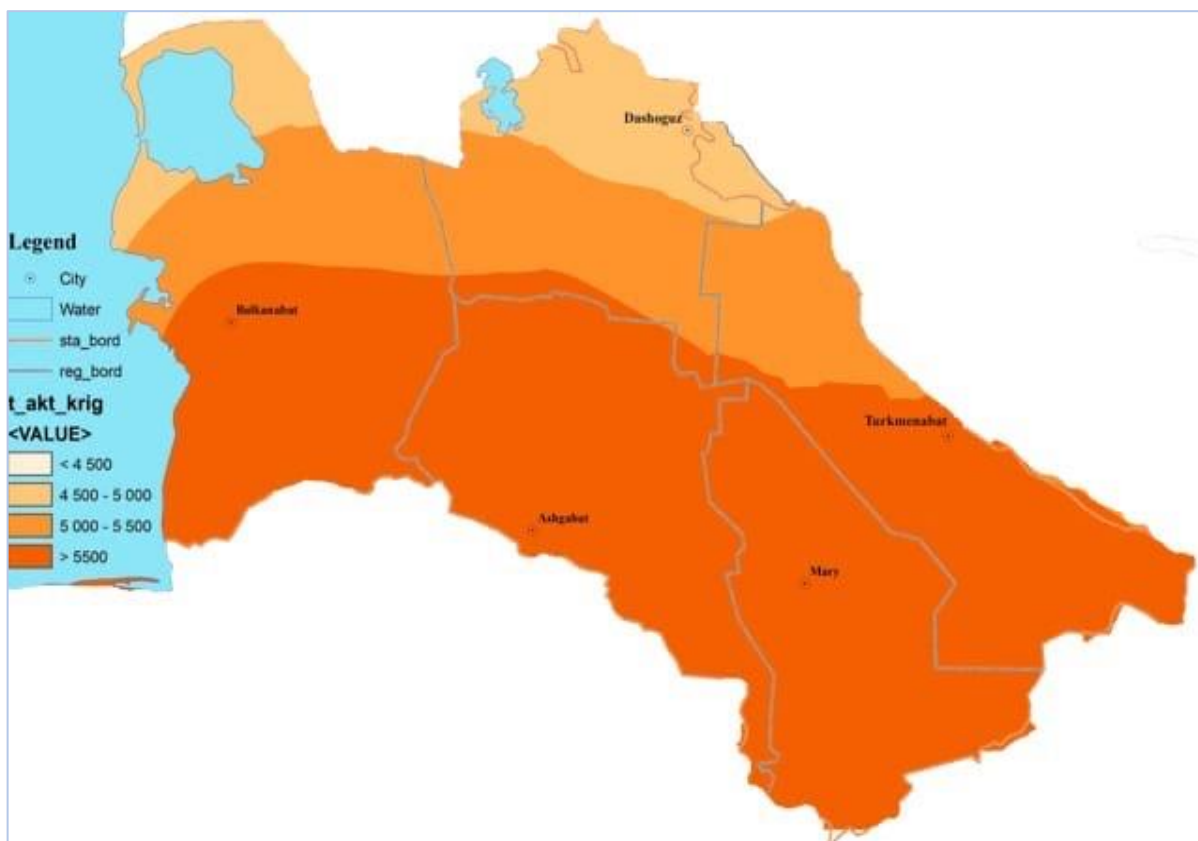 Dashoguz
Legend
City
Water
sta_bord
reg_bord
t_akt_krig
<VALUE>
< 4 500
4 500 - 5 000
5 000 - 5 500
> 5500
Balkanabat
Turkmenabat
Ashgabat
Mary